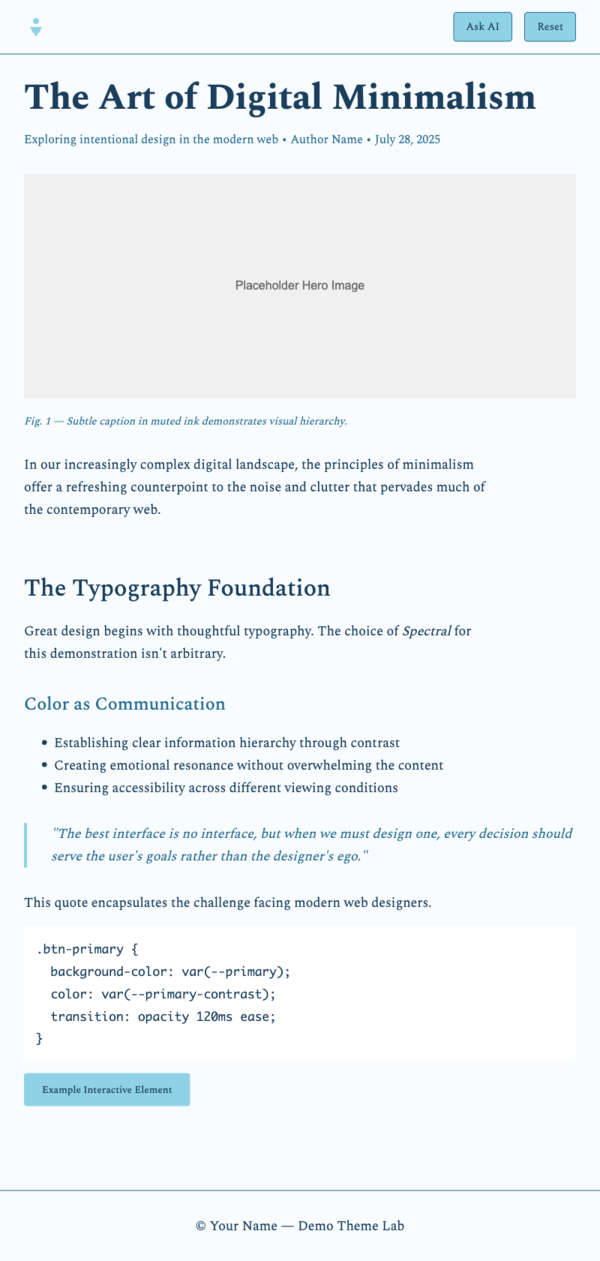 Ask AI
Reset
The Art of Digital Minimalism
Exploring intentional design in the modern web • Author Name • July 28, 2025
Placeholder Hero Image
Fig. 1 — Subtle caption in muted ink demonstrates visual hierarchy.
In our increasingly complex digital landscape, the principles of minimalism
offer a refreshing counterpoint to the noise and clutter that pervades much of
the contemporary web.
The Typography Foundation
Great design begins with thoughtful typography. The choice of Spectral for
this demonstration isn't arbitrary.
Color as Communication
• Establishing clear information hierarchy through contrast
• Creating emotional resonance without overwhelming the content
• Ensuring accessibility across different viewing conditions
"The best interface is no interface, but when we must design one, every decision should
serve the user's goals rather than the designer's ego."
This quote encapsulates the challenge facing modern web designers.
.btn-primary {
  background-color: var(--primary);
  color: var(--primary-contrast);
  transition: opacity 120ms ease;
}
Example Interactive Element
© Your Name — Demo Theme Lab